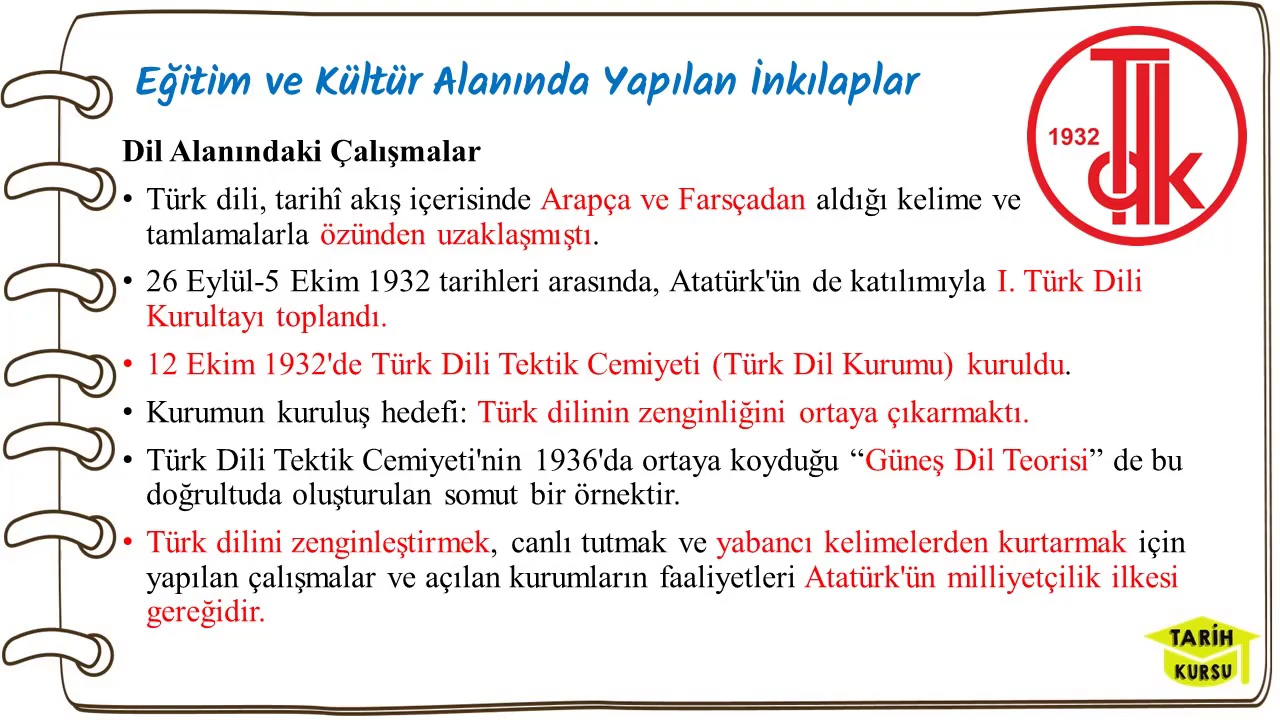 Eğitim ve Kültür Alanında Yapılan İnkılaplar
1932
TDK
Dil Alanındaki Çalışmalar
• Türk dili, tarihî akış içerisinde Arapça ve Farsçadan aldığı kelime ve
tamlamalarla özünden uzaklaşmıştı.
• 26 Eylül-5 Ekim 1932 tarihleri arasında, Atatürk'ün de katılımıyla I. Türk Dili
Kurultayı toplandı.
• 12 Ekim 1932'de Türk Dili Tektik Cemiyeti (Türk Dil Kurumu) kuruldu.
• Kurumun kuruluş hedefi: Türk dilinin zenginliğini ortaya çıkarmaktı.
• Türk Dili Tektik Cemiyeti'nin 1936'da ortaya koyduğu “Güneş Dil Teorisi” de bu
doğrultuda oluşturulan somut bir örnektir.
• Türk dilini zenginleştirmek, canlı tutmak ve yabancı kelimelerden kurtarmak için
yapılan çalışmalar ve açılan kurumların faaliyetleri Atatürk'ün milliyetçilik ilkesi
gereğidir.
TARİH
KURSU